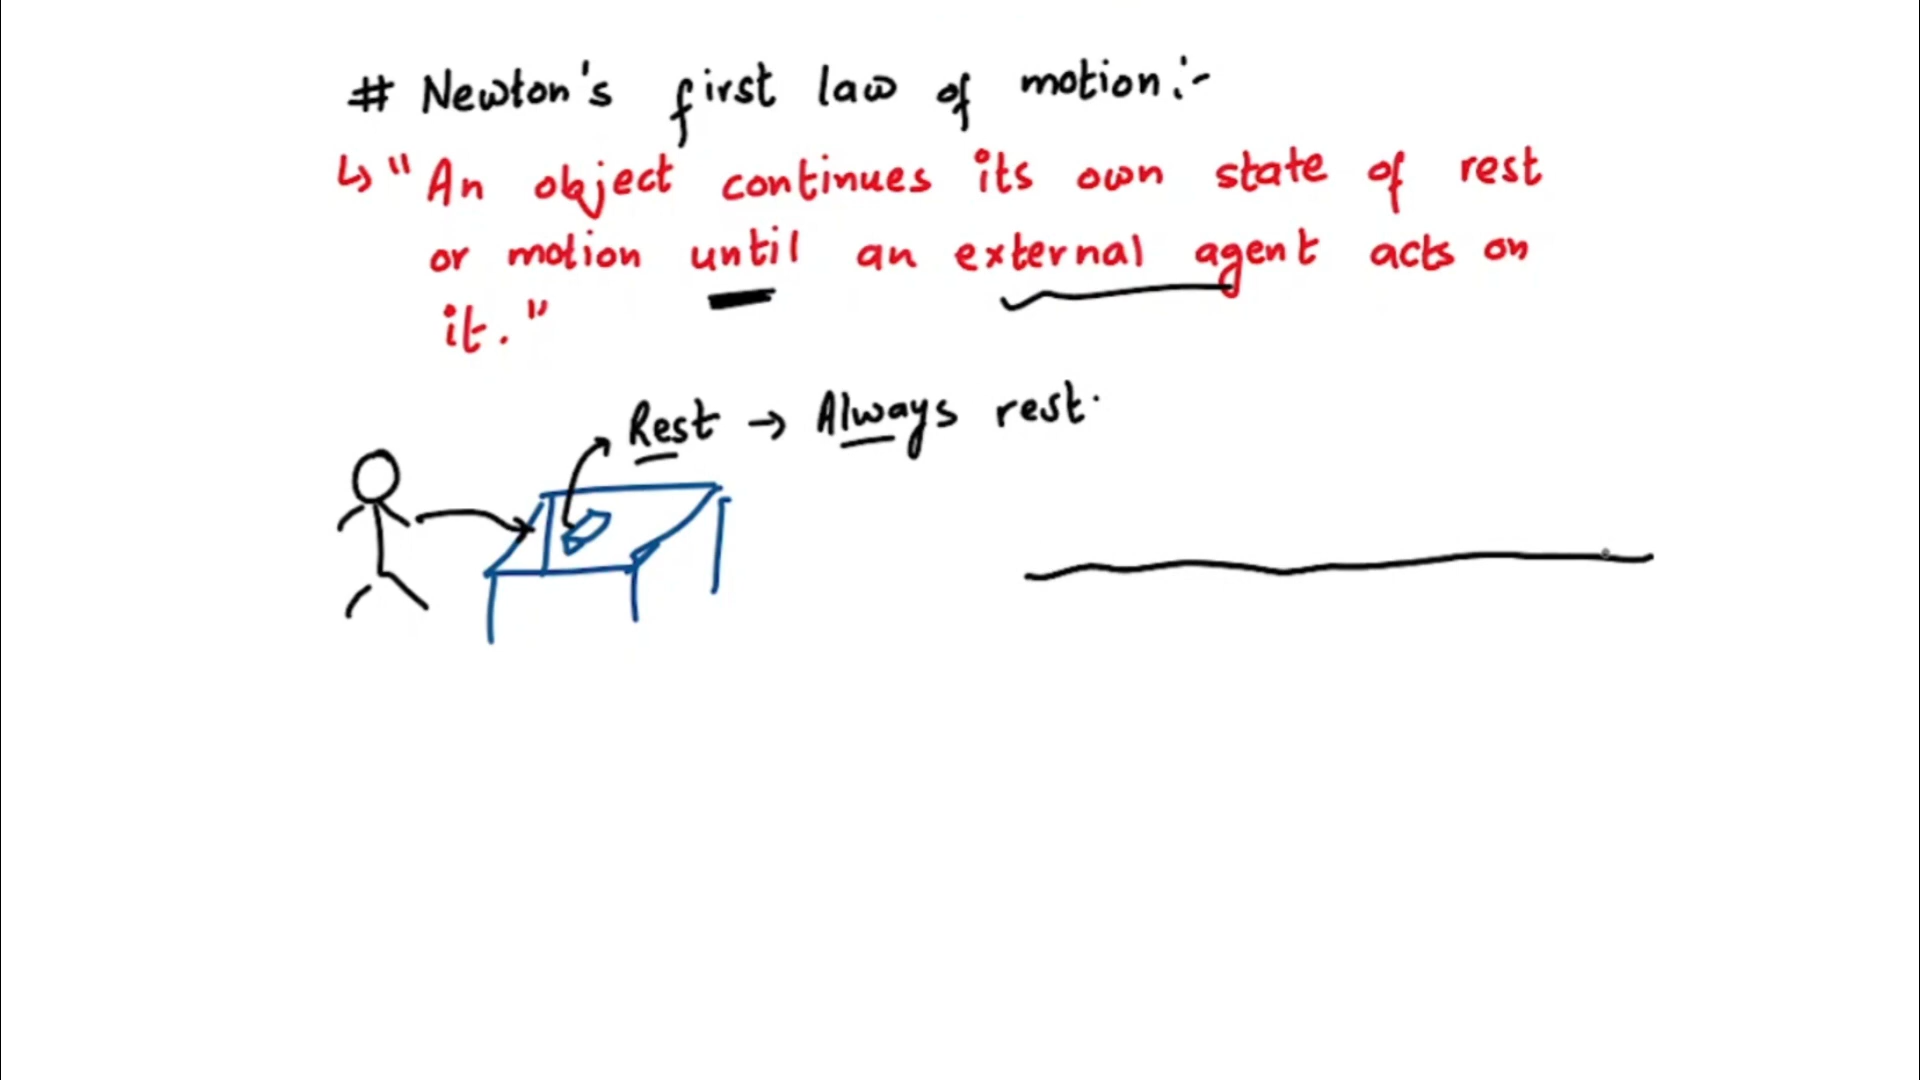 # Newton's first law of motion:-
↳ "An object continues its own state of rest
or motion until an external agent acts on
it."
Rest → Always rest.